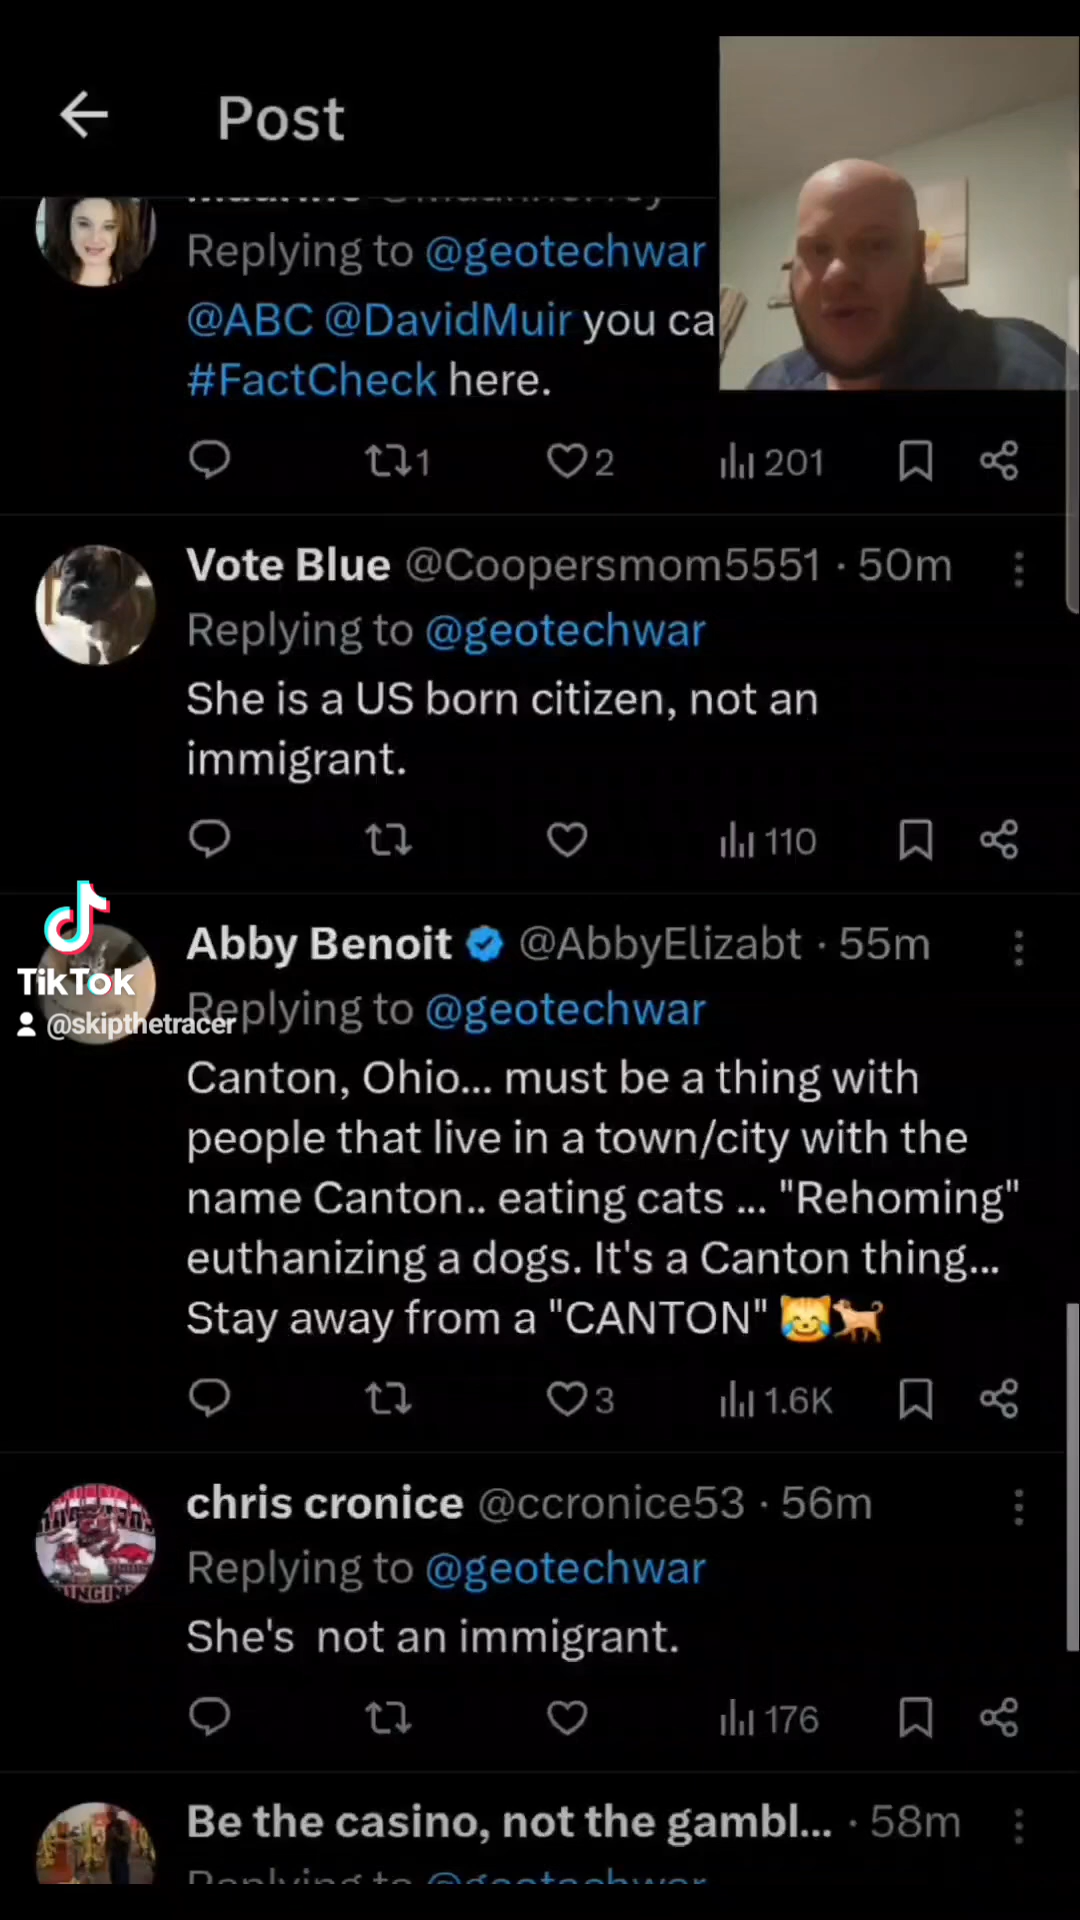 Post
Replying to @geotechwar
@ABC @DavidMuir you ca
#FactCheck here.
1 2 201
Vote Blue @Coopersmom5551 · 50m
Replying to @geotechwar
She is a US born citizen, not an
immigrant.
110
Abby Benoit @AbbyElizabt · 55m
TikTok
Replying to @geotechwar
@skipthetracer
Canton, Ohio... must be a thing with
people that live in a town/city with the
name Canton.. eating cats ... "Rehoming"
euthanizing a dogs. It's a Canton thing...
Stay away from a "CANTON" 😹🐕
3 1.6K
chris cronice @ccronice53 · 56m
Replying to @geotechwar
She's  not an immigrant.
176
Be the casino, not the gambl... · 58m
Replying to @geotechwar